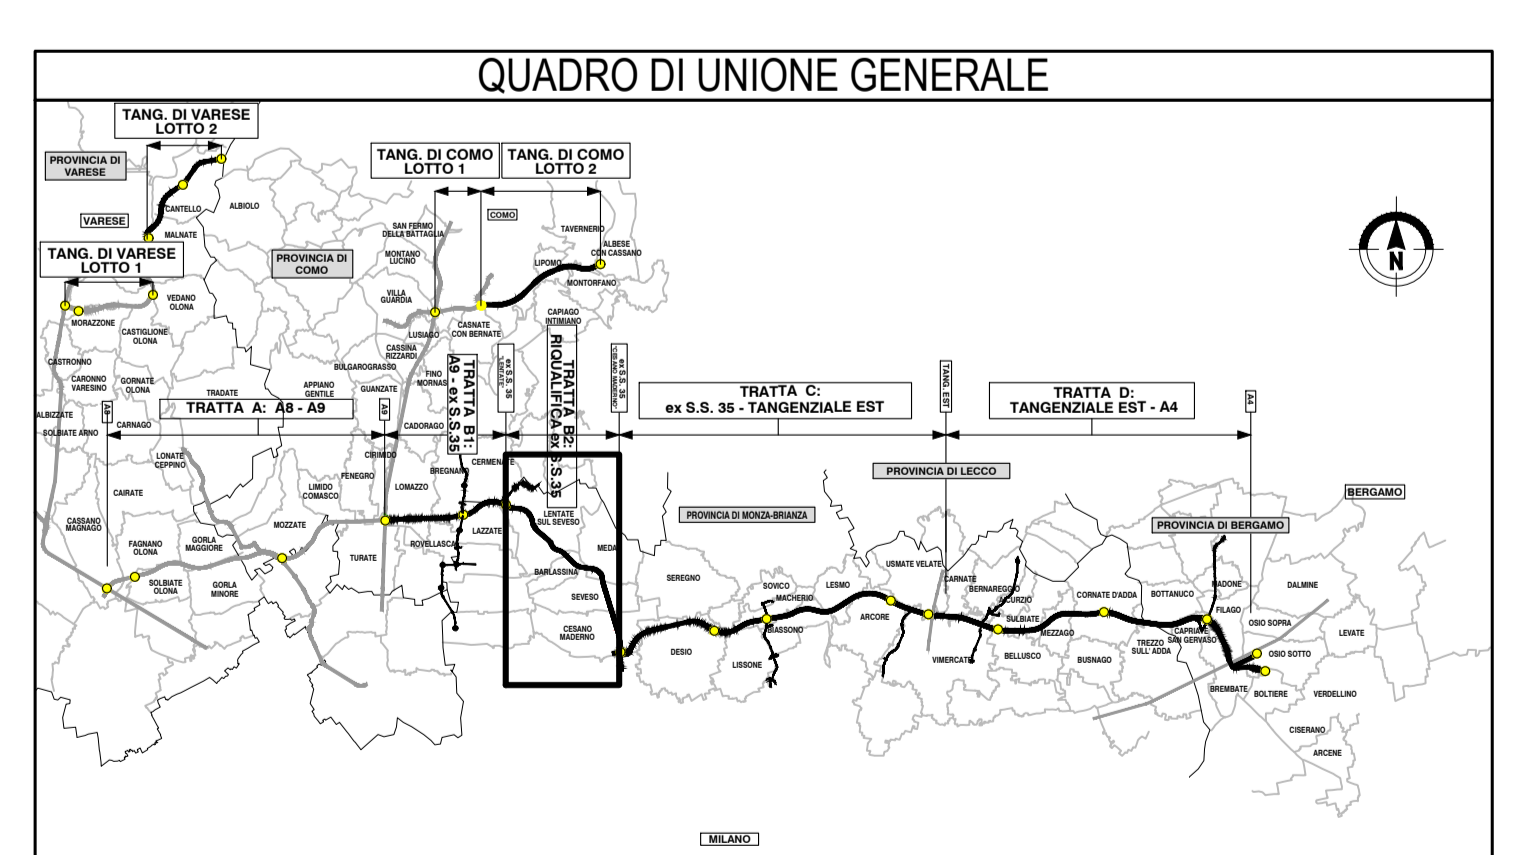 QUADRO DI UNIONE GENERALE
TANG. DI VARESE
LOTTO 2
PROVINCIA DI
VARESE
VARESE
CANTELLO
ALBIOLO
MALNATE
TANG. DI VARESE
LOTTO 1
PROVINCIA DI
COMO
TANG. DI COMO
LOTTO 1
TANG. DI COMO
LOTTO 2
COMO
SAN FERMO
DELLA BATTAGLIA
TAVERNERIO
MONTANO
LUCINO
ALBESE
CON CASSANO
LIPOMO
MONTORFANO
VILLA
GUARDIA
VEDANO
OLONA
MORAZZONE
CASTIGLIONE
OLONA
CAPIAGO
INTIMIANO
CASNATE
CON BERNATE
LUSIAGO
CASSINA
RIZZARDI
BULGAROGRASSO
CASTRONNO
CARONNO
VARESINO
GORNATE
OLONA
TRADATE
APPIANO
GENTILE
GUANZATE
FINO
MORNAS
ALBIZZATE
SOLBIATE ARNO
CARNAGO
A8
TRATTA A: A8 - A9
A9
CADORAGO
TRATTA B1:
A9 - ex S.S.35
ex S.S. 35
"LENTATE"
TRATTA B2:
RIQUALIFICA ex S.S.35
ex S.S. 35
"CESANO MADERNO"
TRATTA C:
ex S.S. 35 - TANGENZIALE EST
TANG. EST
TRATTA D:
TANGENZIALE EST - A4
A4
N
LONATE
CEPPINO
CIRIMIDO
FENEGRO
CERMENATE
BREGNANO
LIMIDO
COMASCO
LOMAZZO
CAIRATE
PROVINCIA DI LECCO
BERGAMO
PROVINCIA DI MONZA-BRIANZA
PROVINCIA DI BERGAMO
CASSANO
MAGNAGO
MOZZATE
LENTATE
SUL SEVESO
LAZZATE
FAGNANO
OLONA
GORLA
MAGGIORE
TURATE
ROVELLASCA
MEDA
SOLBIATE
OLONA
GORLA
MINORE
BARLASSINA
SEREGNO
SEVESO
SOVICO
MACHERIO
LESMO
USMATE VELATE
CARNATE
BERNAREGGIO
AICURZIO
CORNATE D'ADDA
BOTTANUCO
MADONE
DALMINE
FILAGO
CESANO
MADERNO
BIASSONO
ARCORE
SULBIATE
MEZZAGO
CAPRIATE
SAN GERVASO
OSIO SOPRA
LEVATE
DESIO
LISSONE
VIMERCATE
BELLUSCO
BUSNAGO
TREZZO
SULL' ADDA
OSIO SOTTO
BREMBATE
BOLTIERE
VERDELLINO
CISERANO
ARCENE
MILANO